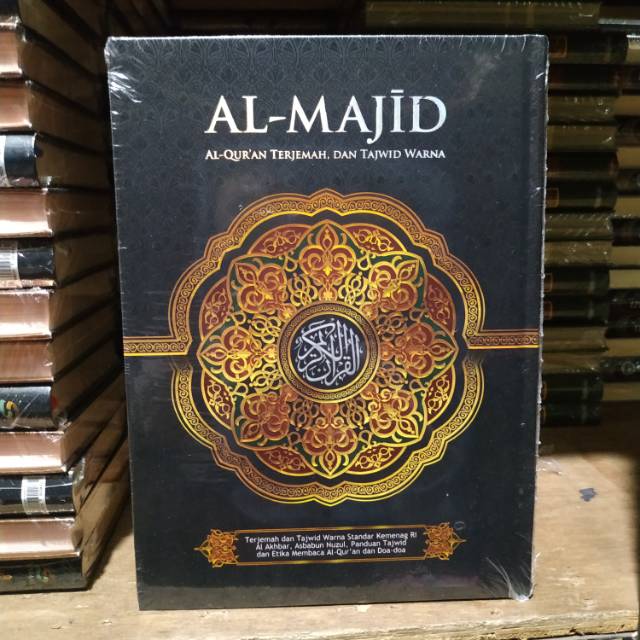 AL-MAJĪD
AL-QUR'AN TERJEMAH, DAN TAJWID WARNA
القرآن الكريم
Terjemah dan Tajwid Warna Standar Kemenag RI
Al Akhbar, Asbabun Nuzul, Panduan Tajwid
dan Etika Membaca Al-Qur'an dan Doa-doa